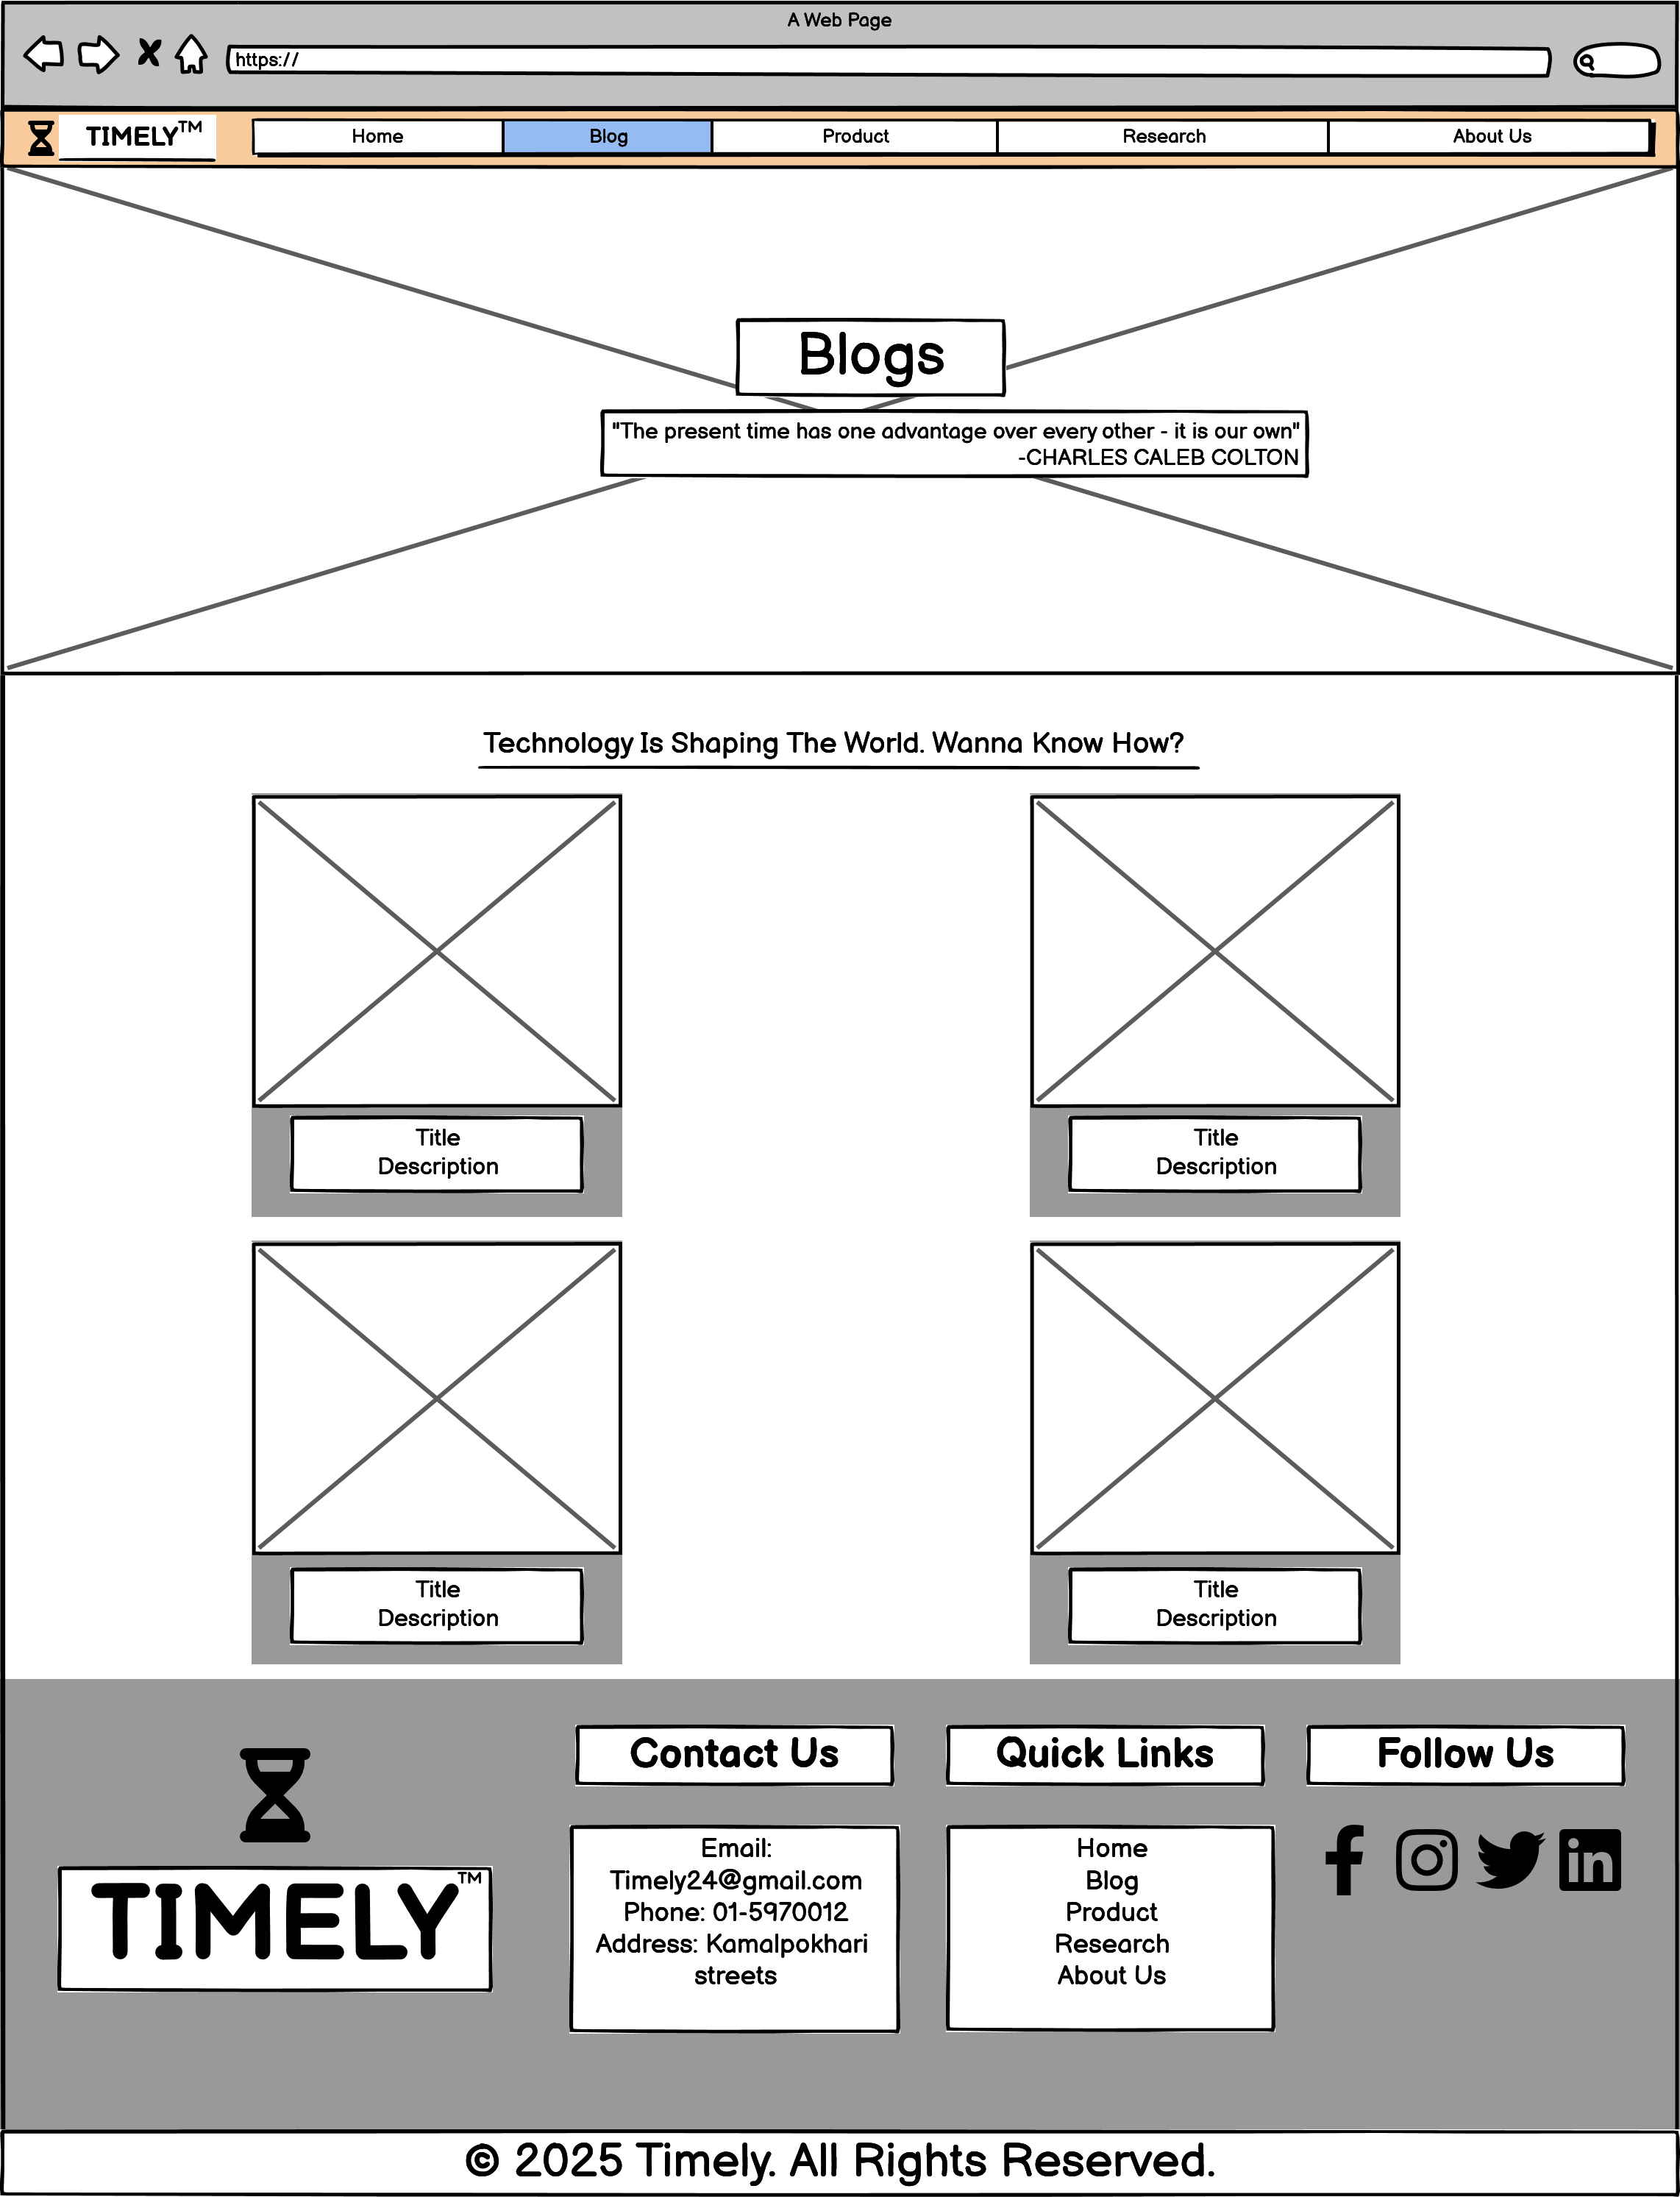 A Web Page
https://
TIMELY™
Home
Blog
Product
Research
About Us
Blogs
"The present time has one advantage over every other - it is our own"
-CHARLES CALEB COLTON
Technology Is Shaping The World. Wanna Know How?
Title
Description
Title
Description
Title
Description
Title
Description
TIMELY™
Contact Us
Email:
Timely24@gmail.com
Phone: 01-5970012
Address: Kamalpokhari
streets
Quick Links
Home
Blog
Product
Research
About Us
Follow Us
© 2025 Timely. All Rights Reserved.